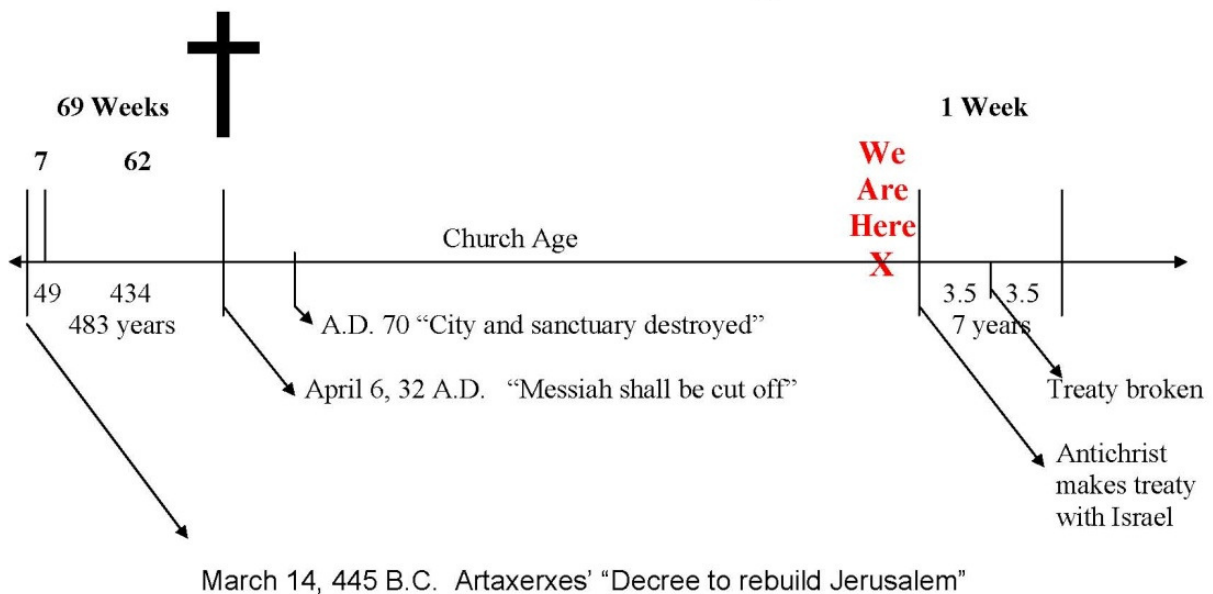 69 Weeks
1 Week
7
62
We
Are
Here
X
Church Age
49
434
483 years
3.5
3.5
7 years
A.D. 70 “City and sanctuary destroyed”
April 6, 32 A.D. “Messiah shall be cut off”
Treaty broken
Antichrist
makes treaty
with Israel
March 14, 445 B.C. Artaxerxes’ “Decree to rebuild Jerusalem”